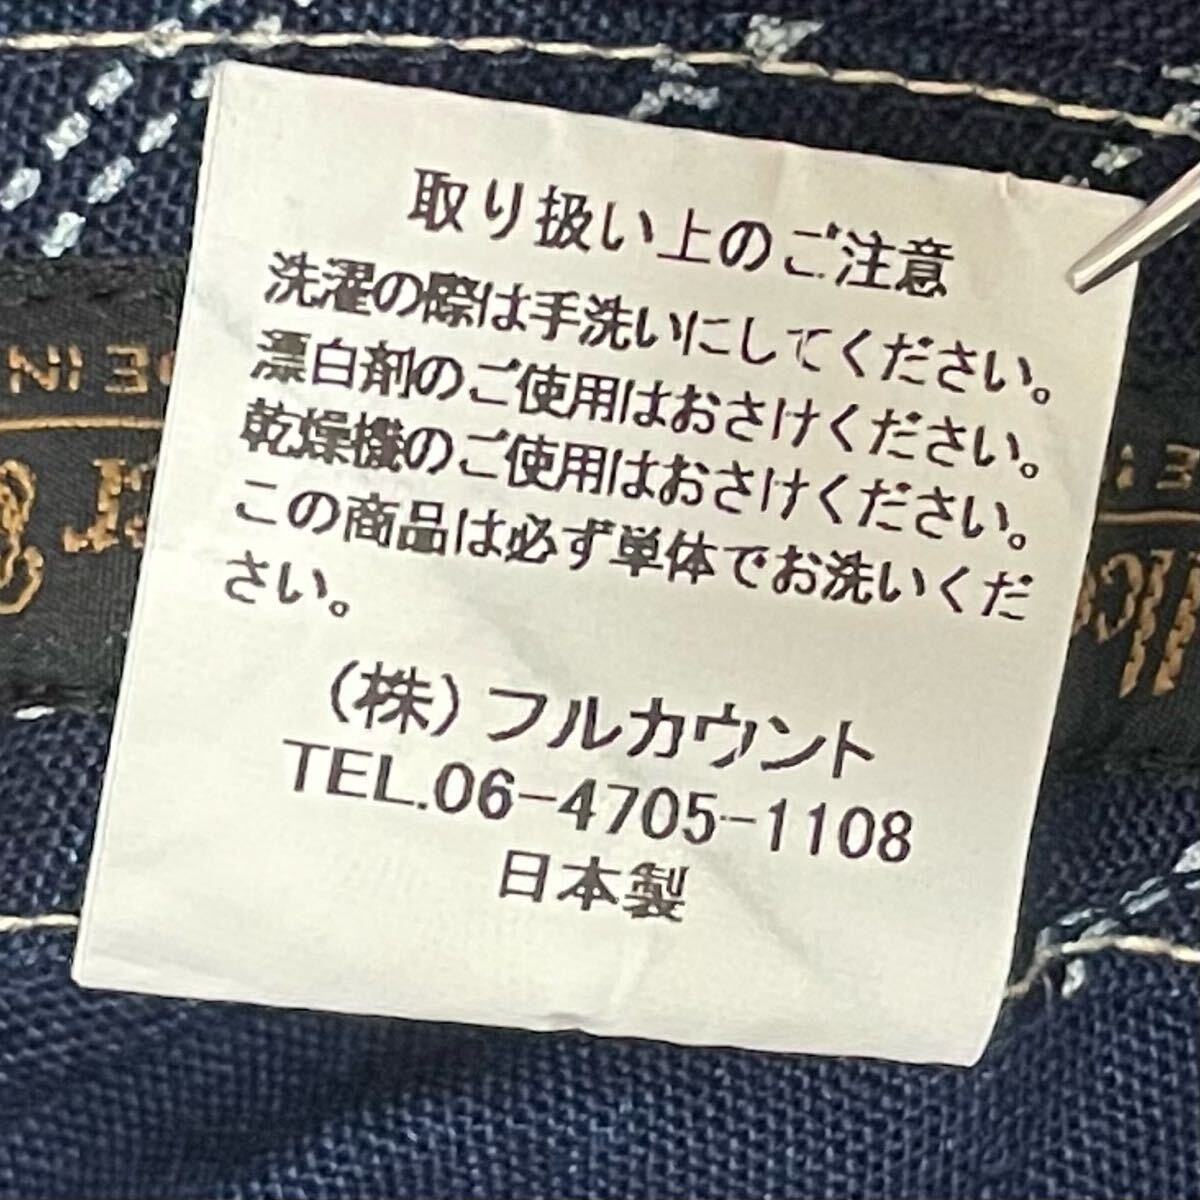 取り扱い上のご注意
洗濯の際は手洗いにしてください。
漂白剤のご使用はおさけください。
乾燥機のご使用はおさけください。
この商品は必ず単体でお洗いくだ
さい。
(株)フルカウント
TEL.06-4705-1108
日本製